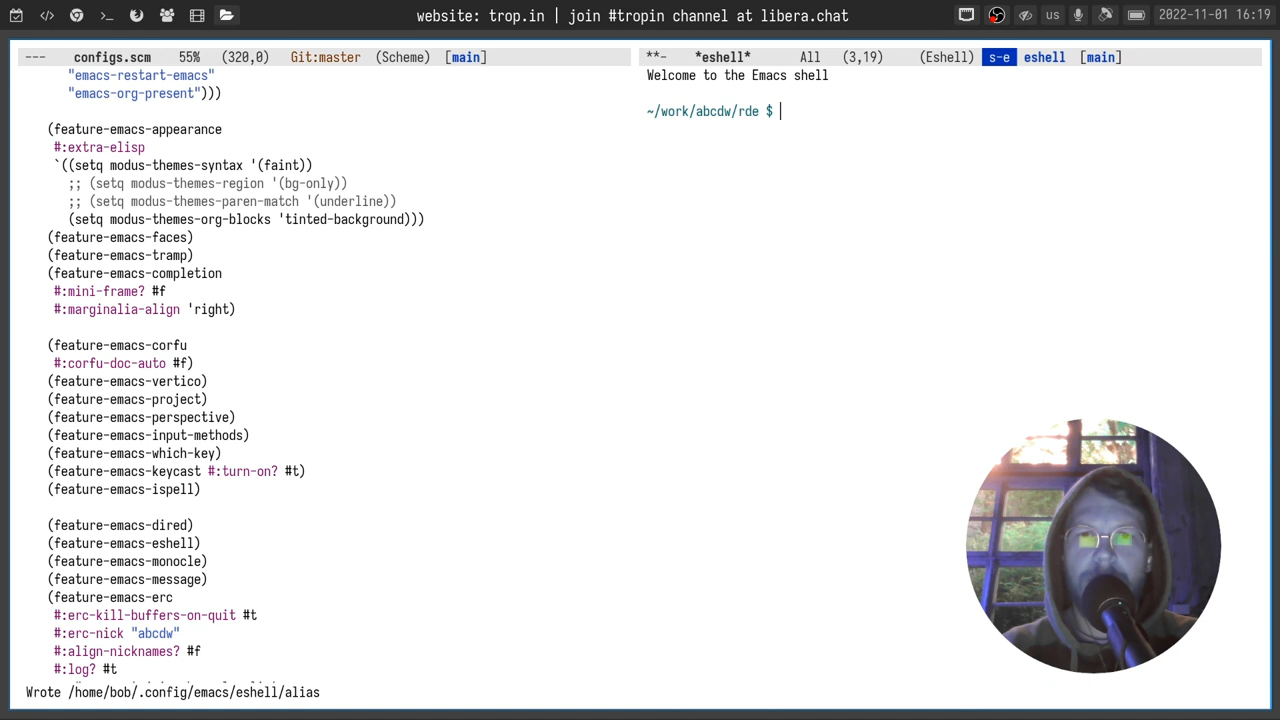 website: trop.in | join #tropin channel at libera.chat
us
2022-11-01 16:19
--- configs.scm 55% (320,0) Git:master (Scheme) [main]
"emacs-restart-emacs"
"emacs-org-present")))
(feature-emacs-appearance
#:extra-elisp
`((setq modus-themes-syntax '(faint))
;; (setq modus-themes-region '(bg-only))
;; (setq modus-themes-paren-match '(underline))
(setq modus-themes-org-blocks 'tinted-background)))
(feature-emacs-faces)
(feature-emacs-tramp)
(feature-emacs-completion
#:mini-frame? #f
#:marginalia-align 'right)
(feature-emacs-corfu
#:corfu-doc-auto #f)
(feature-emacs-vertico)
(feature-emacs-project)
(feature-emacs-perspective)
(feature-emacs-input-methods)
(feature-emacs-which-key)
(feature-emacs-keycast #:turn-on? #t)
(feature-emacs-ispell)
(feature-emacs-dired)
(feature-emacs-eshell)
(feature-emacs-monocle)
(feature-emacs-message)
(feature-emacs-erc
#:erc-kill-buffers-on-quit #t
#:erc-nick "abcdw"
#:align-nicknames? #f
#:log? #t
**- *eshell* All (3,19) (Eshell) s-e eshell [main]
Welcome to the Emacs shell
~/work/abcdw/rde $
Wrote /home/bob/.config/emacs/eshell/alias